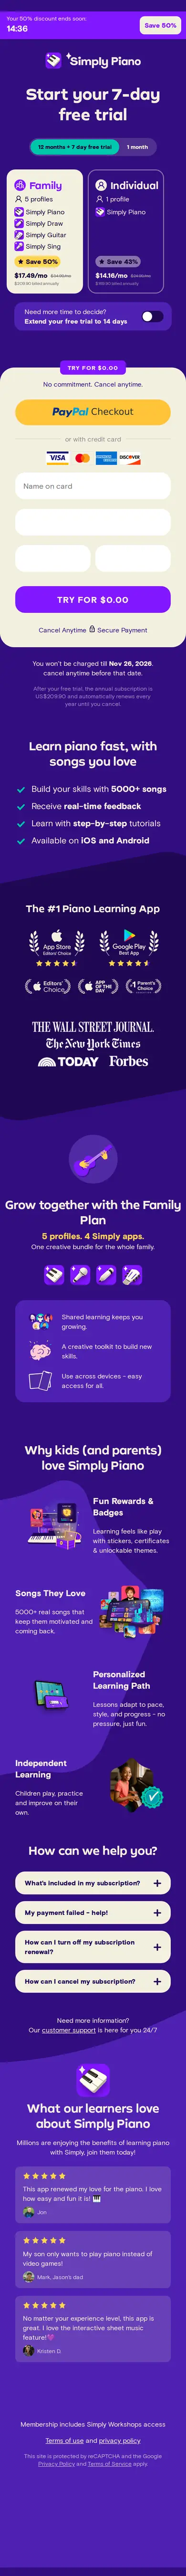 Your 50% discount ends soon:
14:36
Save 50%
Simply Piano
Start your 7-day
free trial
12 months + 7 day free trial
1 month
Family
5 profiles
Simply Piano
Simply Draw
Simply Guitar
Simply Sing
Save 50%
$17.49/mo
Individual
1 profile
Simply Piano
Save 43%
$14.16/mo
Need more time to decide?
Extend your free trial to 14 days
TRY FOR $0.00
No commitment. Cancel anytime.
PayPal Checkout
or with credit card
VISA
mastercard
AMERICAN EXPRESS
DISCOVER
Name on card
TRY FOR $0.00
Cancel Anytime
Secure Payment
You won't be charged till Nov 26, 2026.
cancel anytime before that date.
After your free trial, the annual subscription is
US$209.90 and automatically renews every
year until you cancel.
Learn piano fast, with
songs you love
Build your skills with 5000+ songs
Receive real-time feedback
Learn with step-by-step tutorials
Available on iOS and Android
The #1 Piano Learning App
App Store
Editors' Choice
Google Play
Best App
Editors'
Choice
APP
OF THE
DAY
Parent's
Choice
THE WALL STREET JOURNAL.
The New York Times
TODAY
Forbes
Grow together with the Family
Plan
5 profiles. 4 Simply apps.
One creative bundle for the whole family.
Shared learning keeps you
growing.
A creative toolkit to build new
skills.
Use across devices - easy
access for all.
Why kids (and parents)
love Simply Piano
Fun Rewards &
Badges
Learning feels like play
with stickers, certificates
& unlockable themes.
Songs They Love
5000+ real songs that
keep them motivated and
coming back.
Personalized
Learning Path
Lessons adapt to pace,
style, and progress - no
pressure, just fun.
Independent
Learning
Children play, practice
and improve on their
own.
How can we help you?
What's included in my subscription?
My payment failed - help!
How can I turn off my subscription
renewal?
How can I cancel my subscription?
Need more information?
Our customer support is here for you 24/7
What our learners love
about Simply Piano
Millions are enjoying the benefits of learning piano
with Simply, join them today!
This app renewed my love for the piano. I love
how easy and fun it is! 🎹
Jon
My son only wants to play piano instead of
video games!
Mark, Jason's dad
No matter your experience level, this app is
great. I love the interactive sheet music
feature!💜
Kristen D.
Membership includes Simply Workshops access
Terms of use and privacy policy
This site is protected by reCAPTCHA and the Google
Privacy Policy and Terms of Service apply.